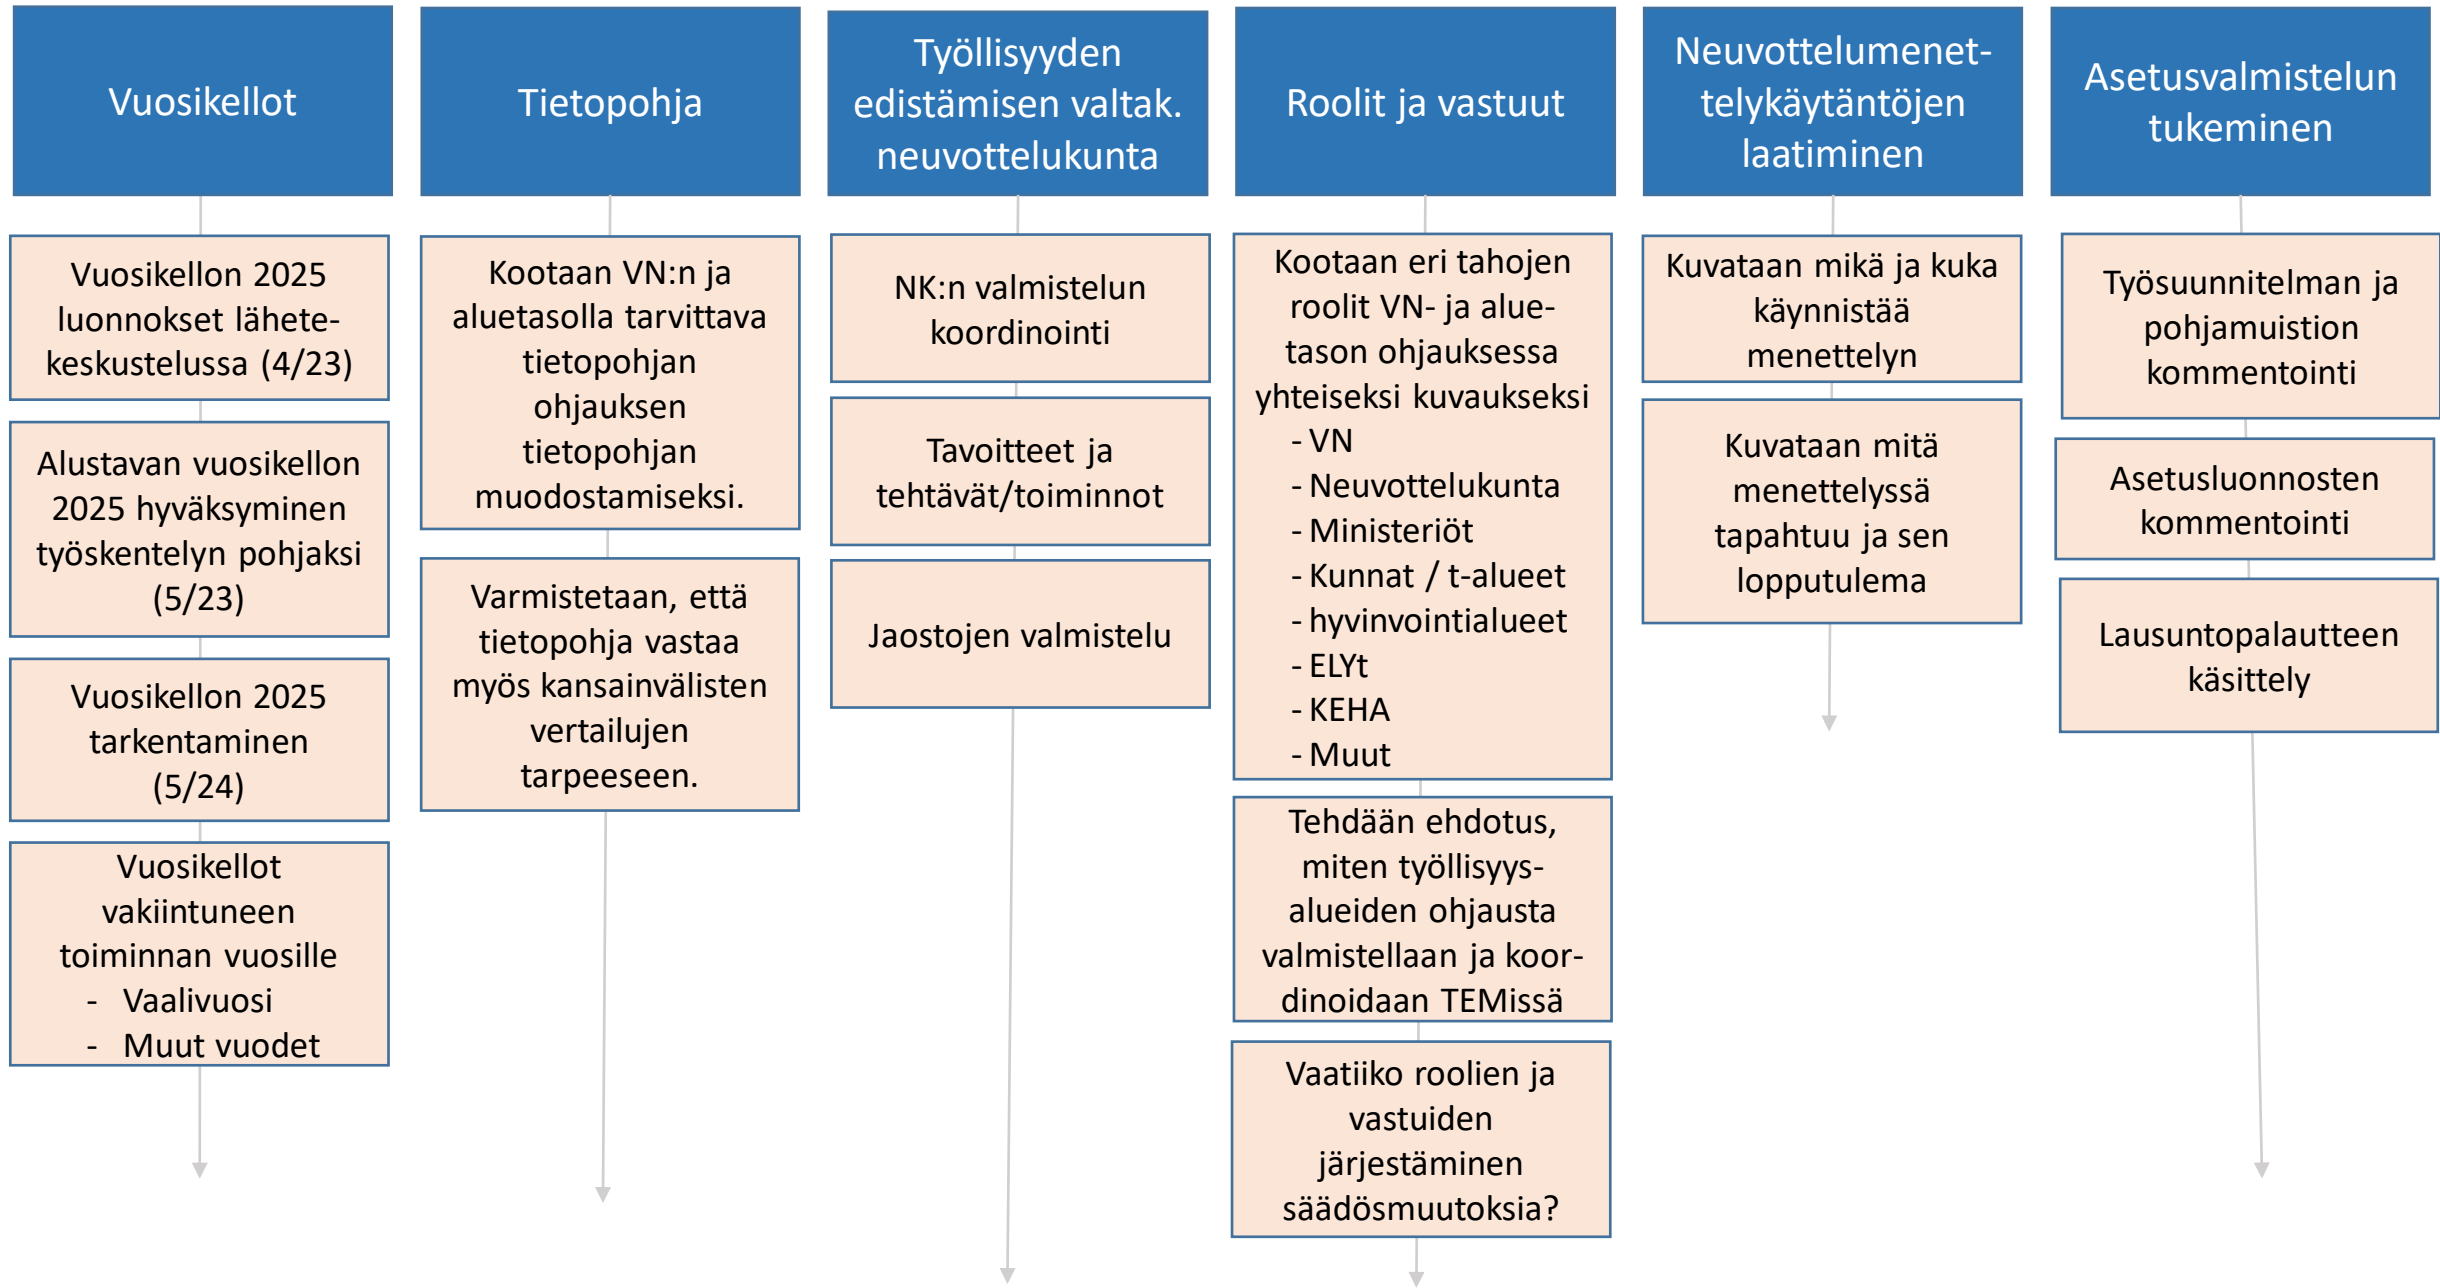 Vuosikellot
Vuosikellon 2025
luonnokset lähete-
keskustelussa (4/23)
Alustavan vuosikellon
2025 hyväksyminen
työskentelyn pohjaksi
(5/23)
Vuosikellon 2025
tarkentaminen
(5/24)
Vuosikellot
vakiintuneen
toiminnan vuosille
- Vaalivuosi
- Muut vuodet
Tietopohja
Kootaan VN:n ja
aluetasolla tarvittava
tietopohjan
ohjauksen
tietopohjan
muodostamiseksi.
Varmistetaan, että
tietopohja vastaa
myös kansainvälisten
vertailujen
tarpeeseen.
Työllisyyden
edistämisen valtak.
neuvottelukunta
NK:n valmistelun
koordinointi
Tavoitteet ja
tehtävät/toiminnot
Jaostojen valmistelu
Roolit ja vastuut
Kootaan eri tahojen
roolit VN- ja alue-
tason ohjauksessa
yhteiseksi kuvaukseksi
- VN
- Neuvottelukunta
- Ministeriöt
- Kunnat / t-alueet
- hyvinvointialueet
- ELYt
- KEHA
- Muut
Tehdään ehdotus,
miten työllisyys-
alueiden ohjausta
valmistellaan ja koor-
dinoidaan TEMissä
Vaatiiko roolien ja
vastuiden
järjestäminen
säädösmuutoksia?
Neuvottelumenet-
telykäytäntöjen
laatiminen
Kuvataan mikä ja kuka
käynnistää
menettelyn
Kuvataan mitä
menettelyssä
tapahtuu ja sen
lopputulema
Asetusvalmistelun
tukeminen
Työsuunnitelman ja
pohjamuistion
kommentointi
Asetusluonnosten
kommentointi
Lausuntopalautteen
käsittely